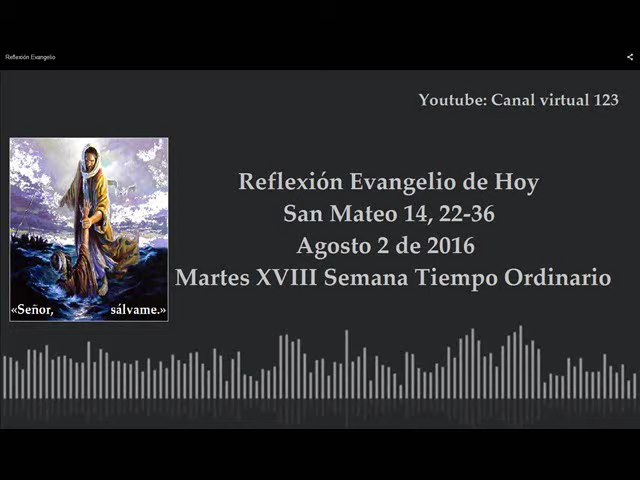 Reflexión Evangelio
Youtube: Canal virtual 123
Reflexión Evangelio de Hoy
San Mateo 14, 22-36
Agosto 2 de 2016
Martes XVIII Semana Tiempo Ordinario
«Señor, sálvame.»